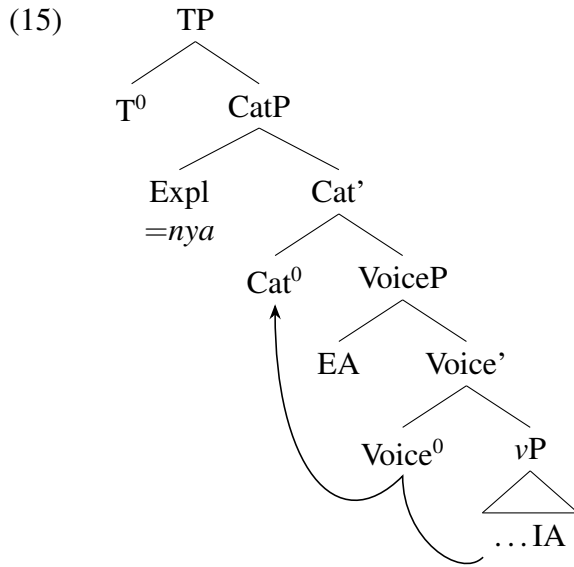 (15) TP
T⁰ CatP
Expl Cat’
=nya
Cat⁰ VoiceP
EA Voice’
Voice⁰ vP
…IA